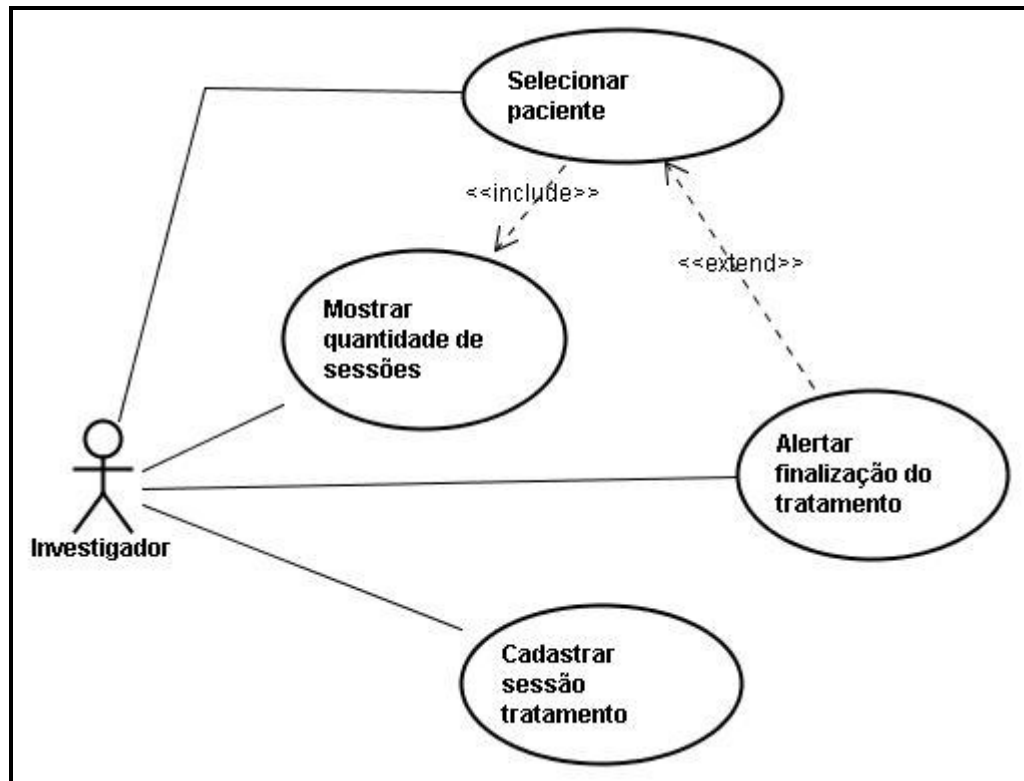 Selecionar
paciente
<<include>>
<<extend>>
Mostrar
quantidade de
sessões
Alertar
finalização do
tratamento
Investigador
Cadastrar
sessão
tratamento